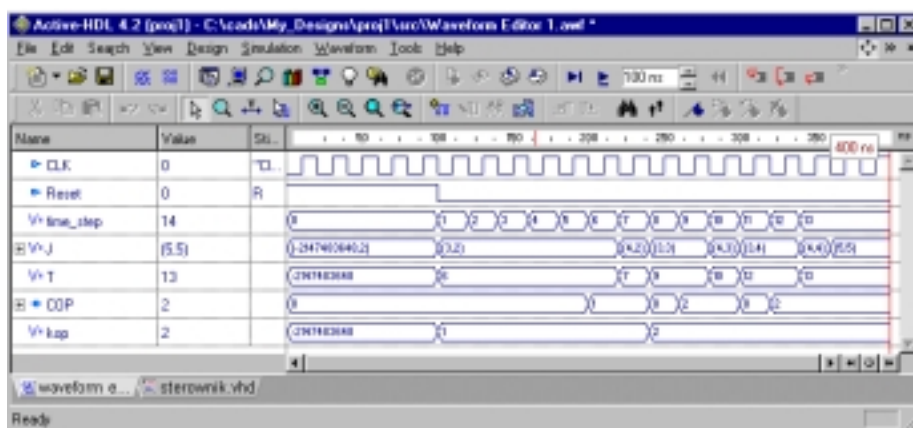 Active-HDL 4.2 (proj1) - C:\cads\My_Designs\proj1\src\Waveform Editor 1.awf *
File Edit Search View Design Simulation Waveform Tools Help
100 ns
Name Value Sti... 50 100 150 200 250 300 350 400 ns
CLK 0
Reset 0 R
time_step 14 0 1 2 3 4 5 6 7 8 9 10 11 12 13
J (5,5) (3,2) (4,2) (3,3) (4,3) (3,4) (4,4) (5,5)
T 13 6 7 9 10 12 13
COP 2 0 1 0 2 0 2
kop 2 1 2
waveform e... sterownik.vhd
Ready